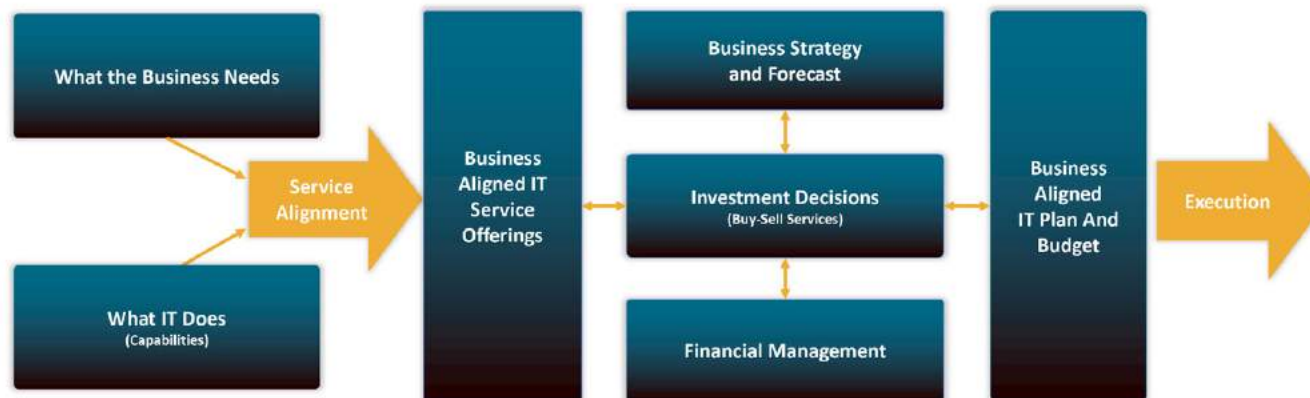 What the Business Needs
What IT Does
(Capabilities)
Service
Alignment
Business
Aligned IT
Service
Offerings
Business Strategy
and Forecast
Investment Decisions
(Buy-Sell Services)
Financial Management
Business
Aligned
IT Plan And
Budget
Execution